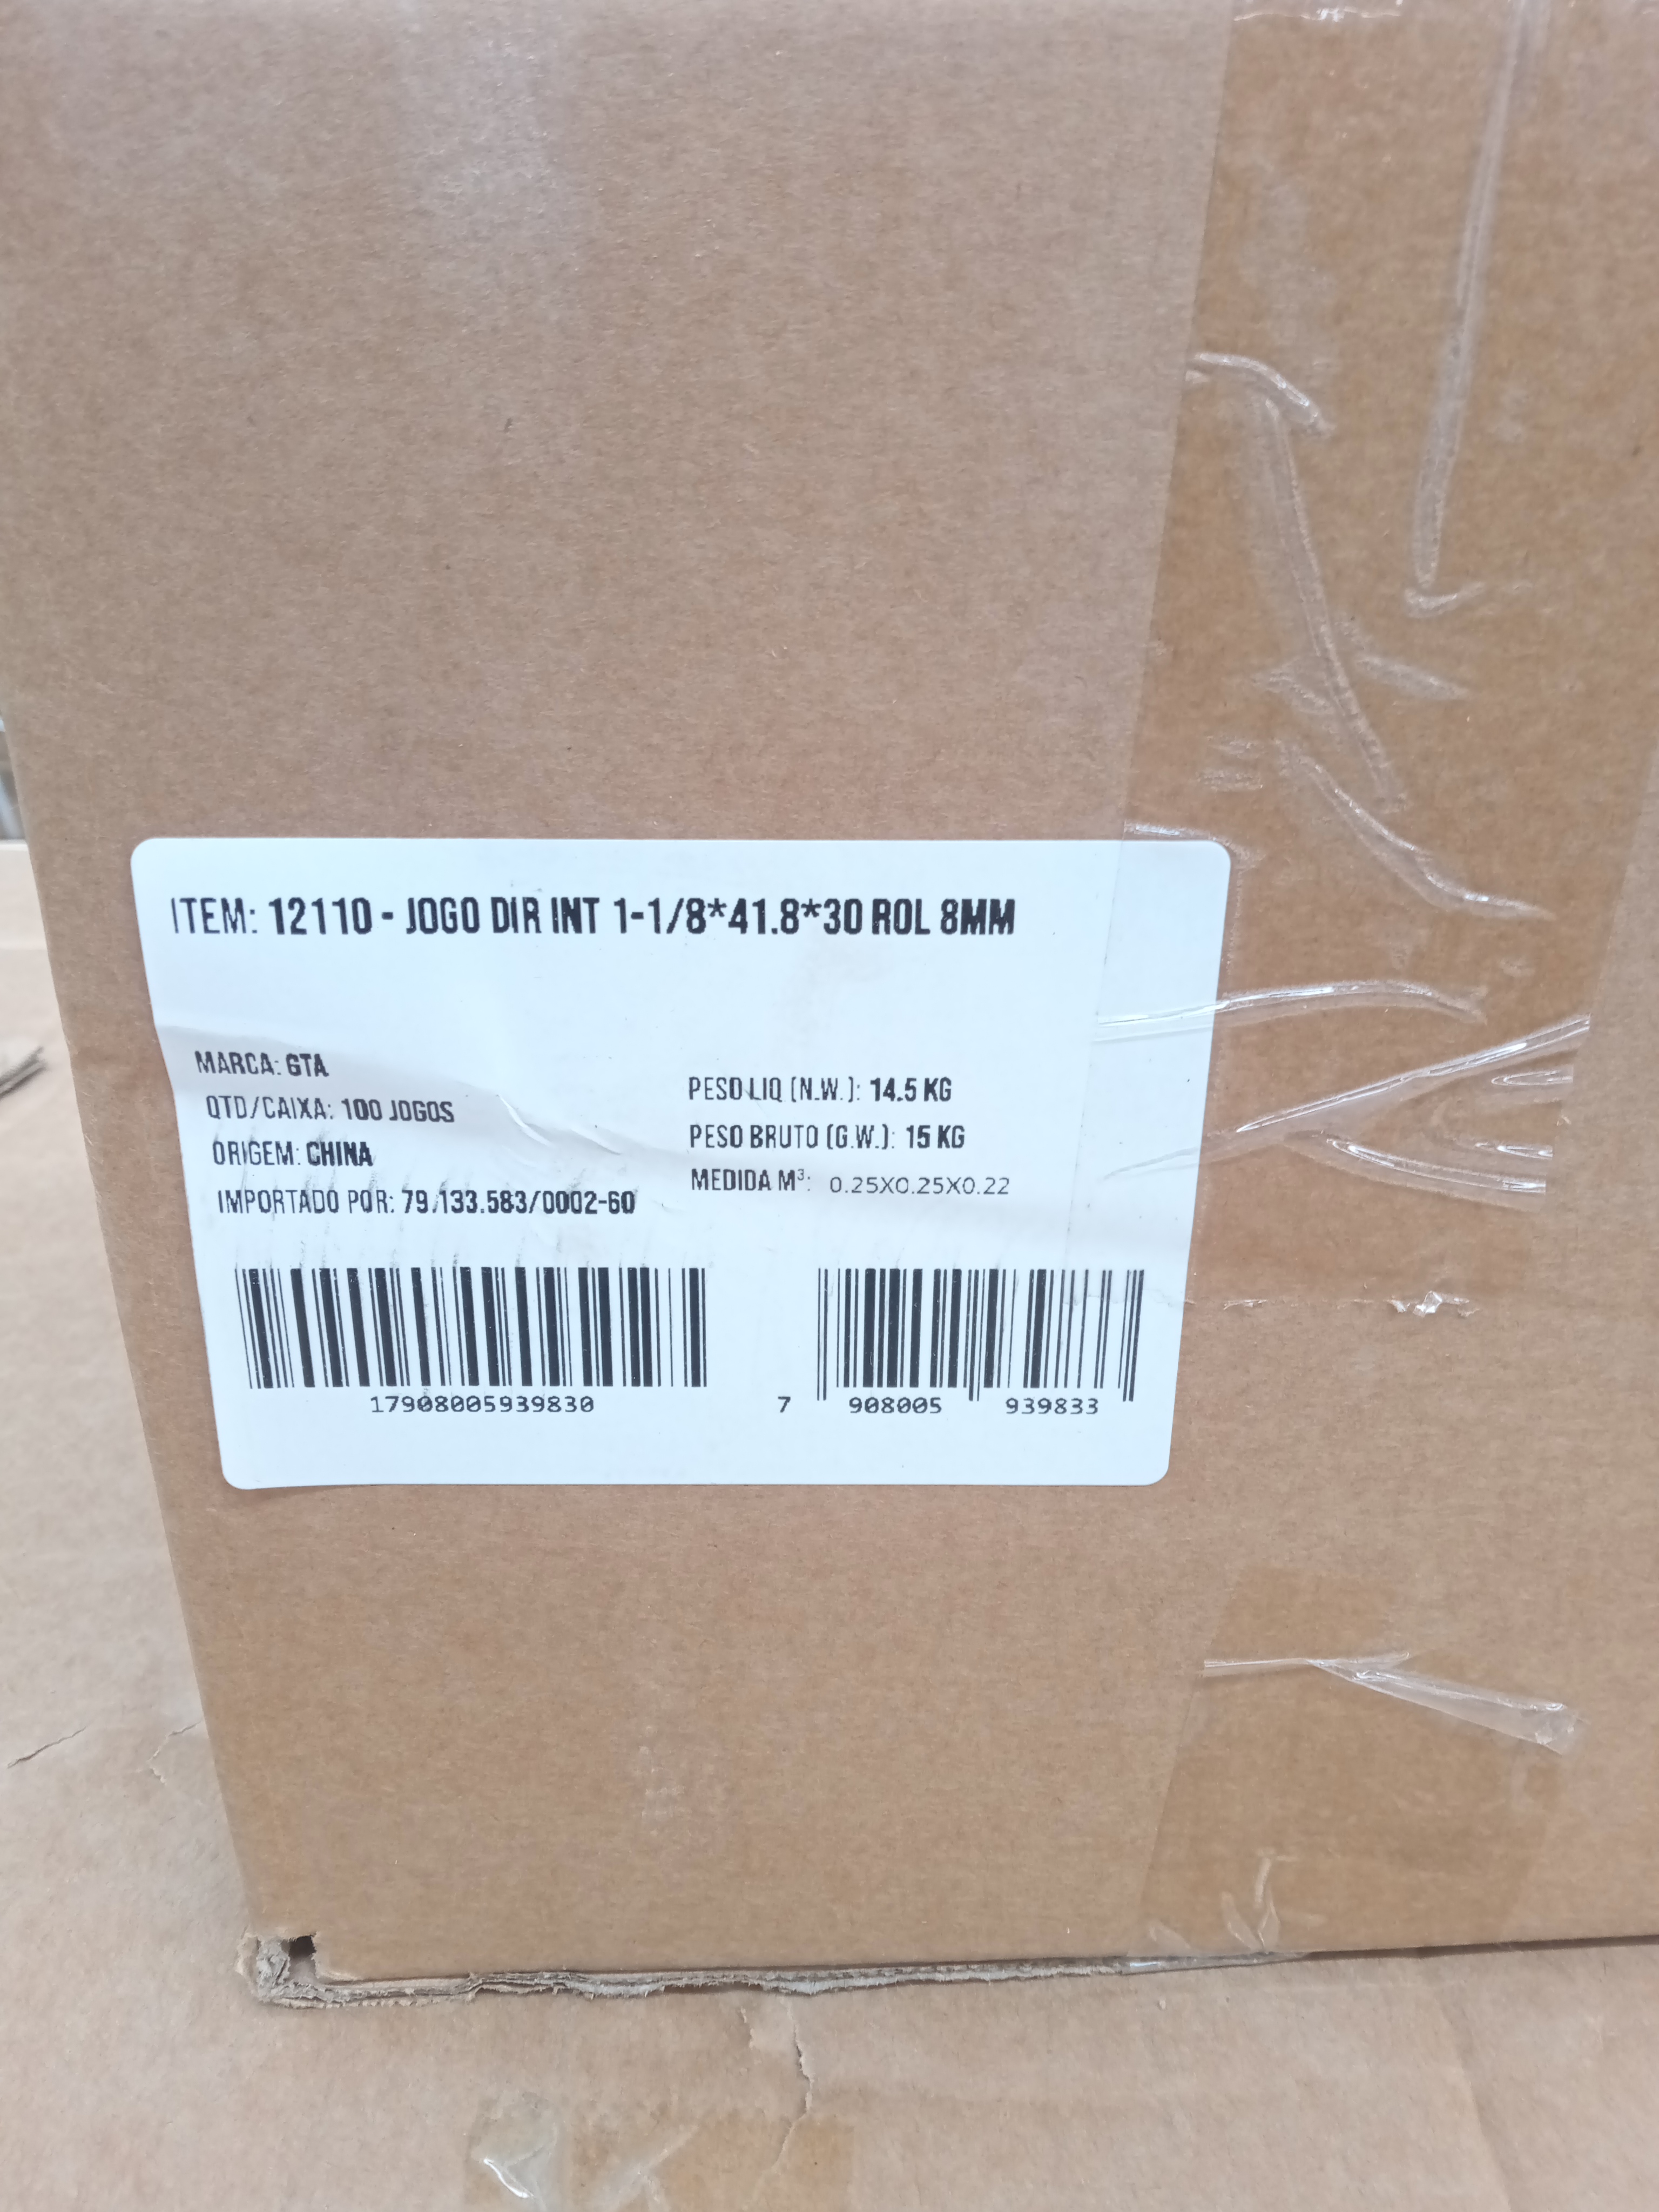 ITEM: 12110 - JOGO DIR INT 1-1/8*41.8*30 ROL 8MM
MARCA: GTA
QTD/CAIXA: 100 JOGOS
ORIGEM: CHINA
IMPORTADO POR: 79.133.583/0002-60
PESO LIQ (N.W.): 14.5 KG
PESO BRUTO (G.W.): 15 KG
MEDIDA M³: 0.25X0.25X0.22
17908005939830
7 908005 939833